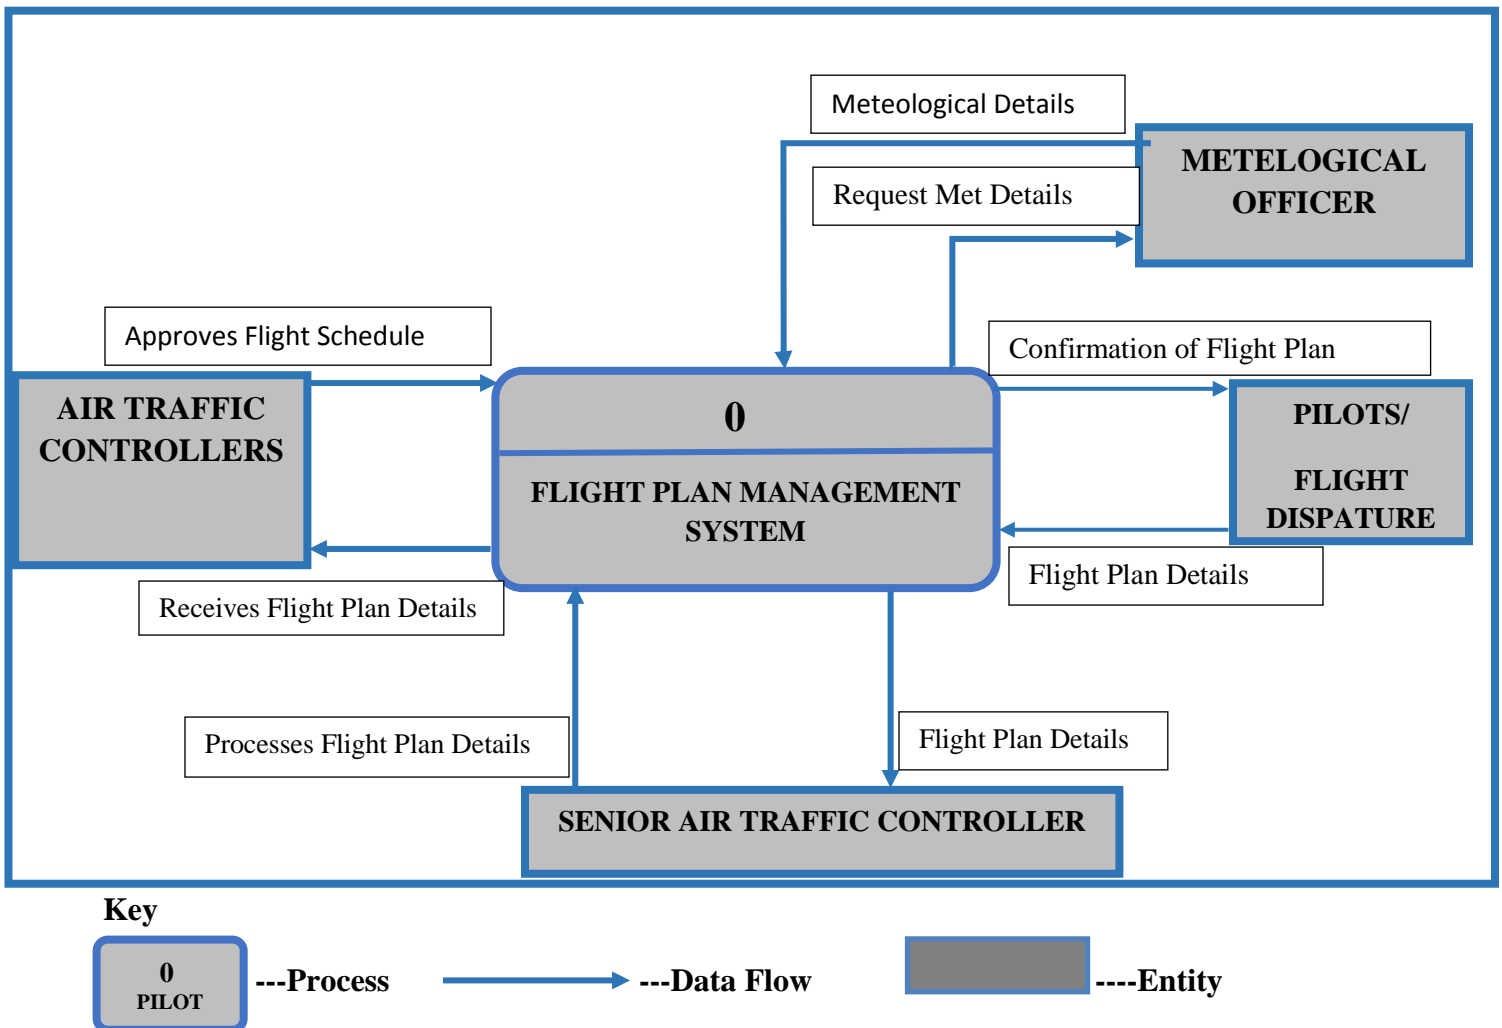 Meteological Details
METELOGICAL
OFFICER
Request Met Details
Approves Flight Schedule
Confirmation of Flight Plan
AIR TRAFFIC
CONTROLLERS
0
FLIGHT PLAN MANAGEMENT
SYSTEM
PILOTS/
FLIGHT
DISPATURE
Receives Flight Plan Details
Flight Plan Details
Processes Flight Plan Details
Flight Plan Details
SENIOR AIR TRAFFIC CONTROLLER
Key
0
PILOT
---Process
---Data Flow
----Entity